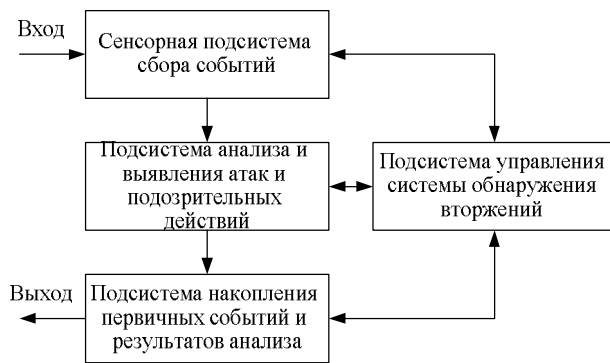 Вход
Сенсорная подсистема
сбора событий
Подсистема анализа и
выявления атак и
подозрительных
действий
Подсистема управления
системы обнаружения
вторжений
Выход
Подсистема накопления
первичных событий и
результатов анализа